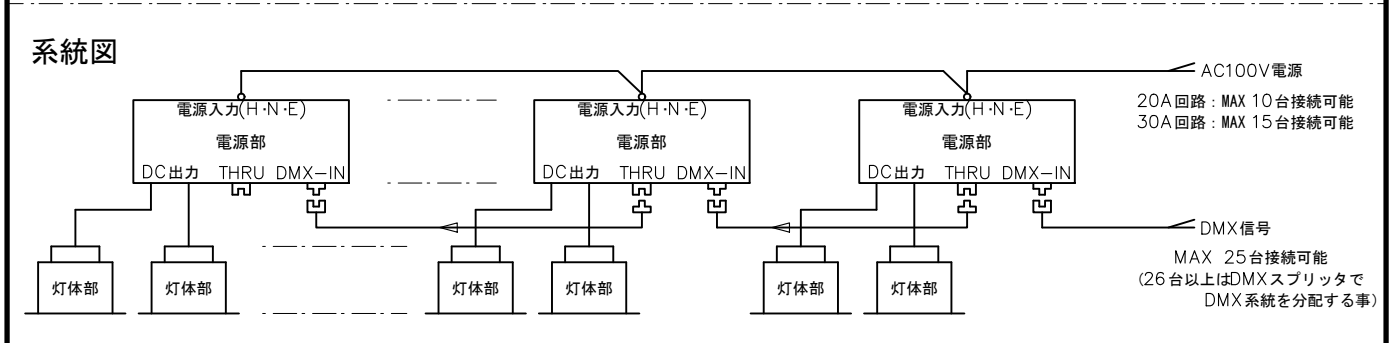 系統図
AC100V電源
20A回路：MAX 10台接続可能
30A回路：MAX 15台接続可能
電源入力(H・N・E)
電源部
DC出力 THRU DMX-IN
電源入力(H・N・E)
電源部
DC出力 THRU DMX-IN
電源入力(H・N・E)
電源部
DC出力 THRU DMX-IN
DMX信号
MAX 25台接続可能
(26台以上はDMXスプリッタで
DMX系統を分配する事)
灯体部
灯体部
灯体部
灯体部
灯体部
灯体部